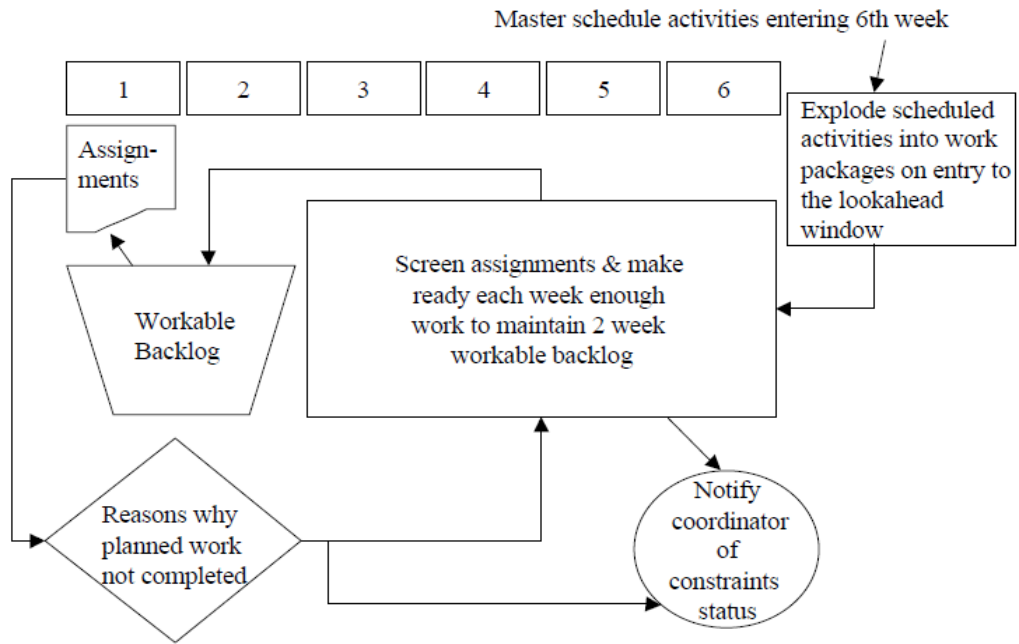 Master schedule activities entering 6th week
1 2 3 4 5 6
Explode scheduled
activities into work
packages on entry to
the lookahead
window
Assign-
ments
Screen assignments & make
ready each week enough
work to maintain 2 week
workable backlog
Workable
Backlog
Reasons why
planned work
not completed
Notify
coordinator
of
constraints
status